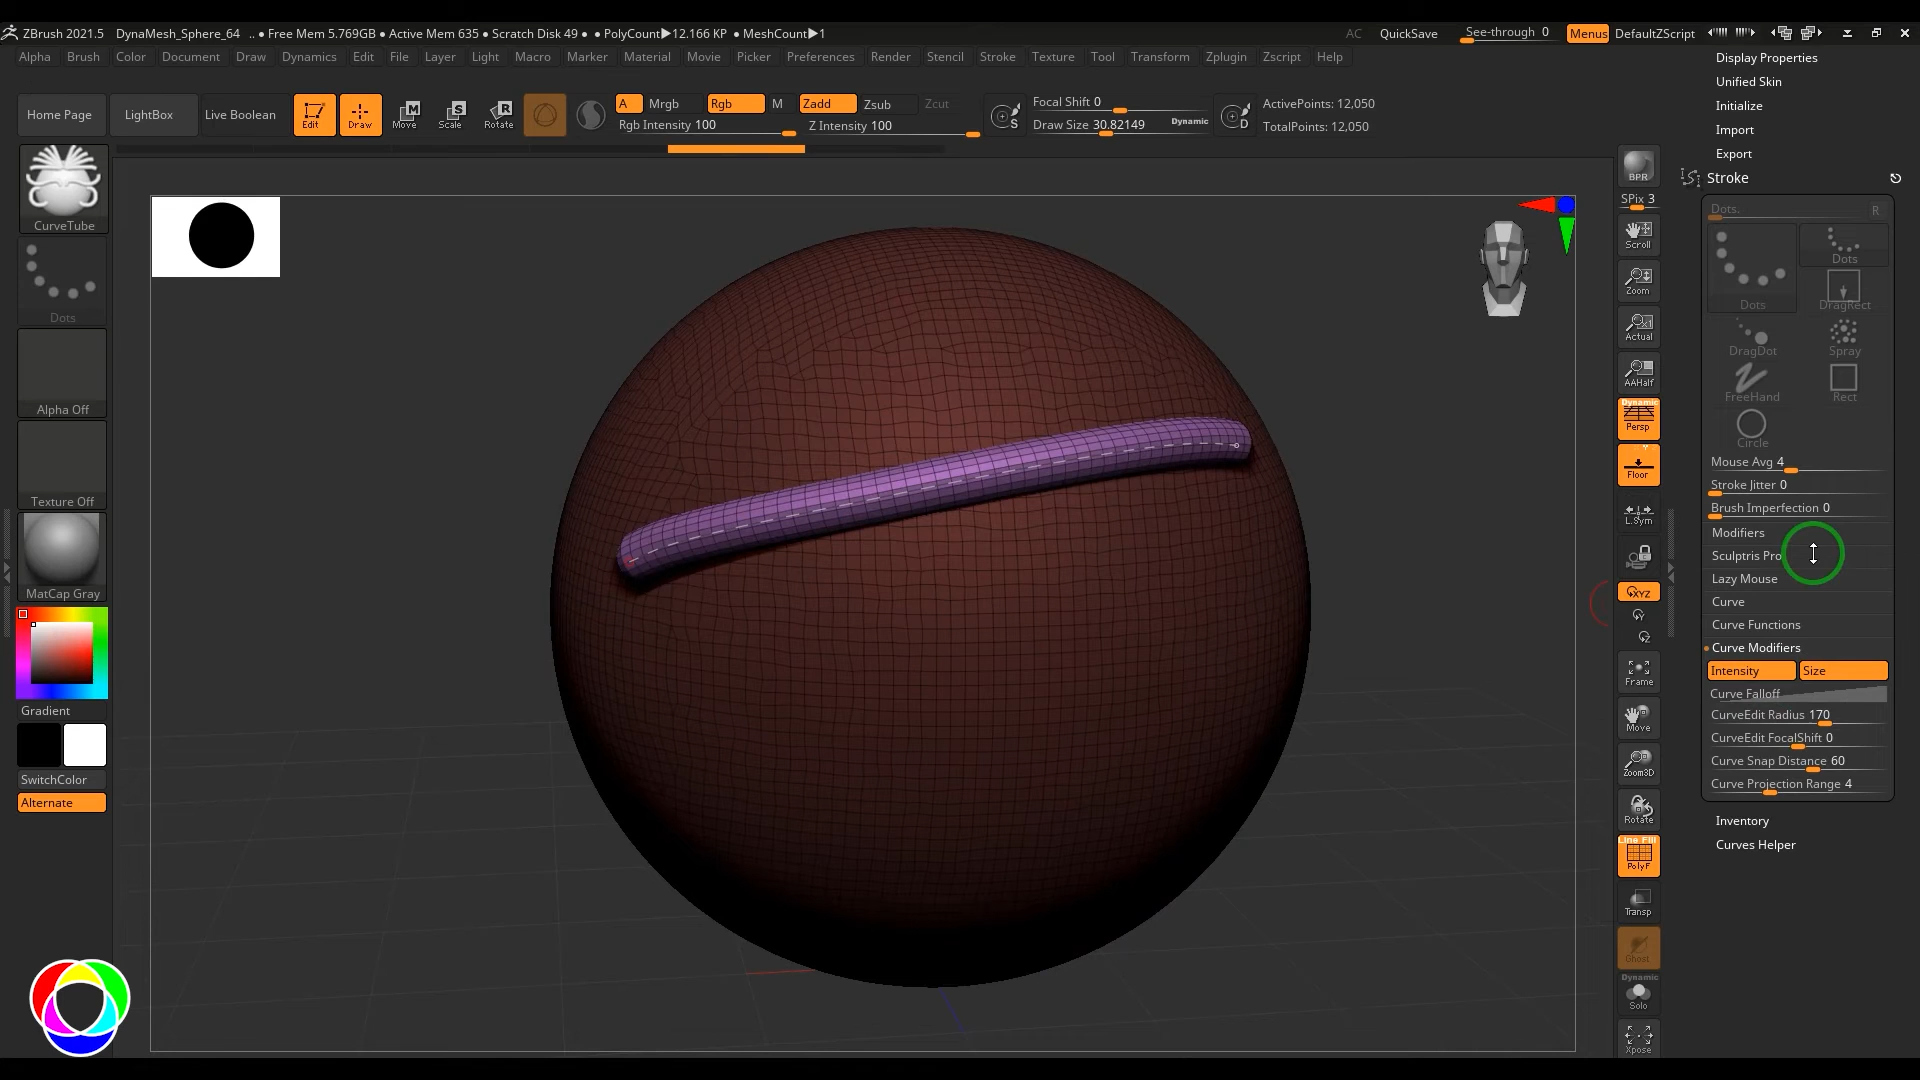 ZBrush 2021.5 DynaMesh_Sphere_64 .. ● Free Mem 5.769GB ● Active Mem 635 ● Scratch Disk 49 ● ● PolyCount▶12.166 KP ● MeshCount▶1 AC QuickSave See-through 0 Menus DefaultZScript
Alpha Brush Color Document Draw Dynamics Edit File Layer Light Macro Marker Material Movie Picker Preferences Render Stencil Stroke Texture Tool Transform Zplugin Zscript Help
Home Page LightBox Live Boolean Edit Draw Move Scale Rotate
A Mrgb Rgb M Zadd Zsub Zcut
Rgb Intensity 100 Z Intensity 100
S
Focal Shift 0
Draw Size 30.82149 Dynamic
D
ActivePoints: 12,050
TotalPoints: 12,050
CurveTube
Dots
Alpha Off
Texture Off
MatCap Gray
Gradient
SwitchColor
Alternate
BPR
SPix 3
Scroll
Zoom
Actual
AAHalf
Dynamic
Persp
Floor
L.Sym
XYZ
Y
Z
Frame
Move
Zoom3D
Rotate
Line Fill
PolyF
Transp
Ghost
Dynamic
Solo
Xpose
Display Properties
Unified Skin
Initialize
Import
Export
Stroke
Dots. R
Dots
Dots DragRect
DragDot Spray
FreeHand Rect
Circle
Mouse Avg 4
Stroke Jitter 0
Brush Imperfection 0
Modifiers
Sculptris Pro
Lazy Mouse
Curve
Curve Functions
Curve Modifiers
Intensity Size
Curve Falloff
CurveEdit Radius 170
CurveEdit FocalShift 0
Curve Snap Distance 60
Curve Projection Range 4
Inventory
Curves Helper